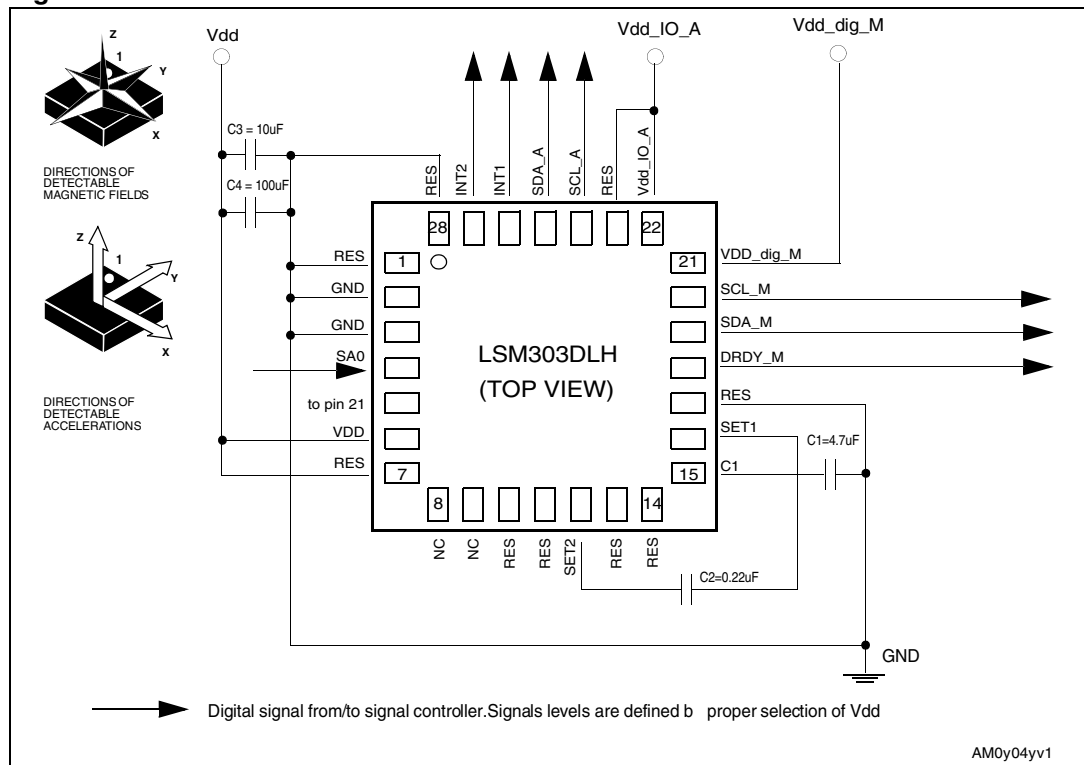 Vdd
Vdd_IO_A
Vdd_dig_M
Z
1
Y
X
DIRECTIONS OF
DETECTABLE
MAGNETIC FIELDS
C3 = 10uF
C4 = 100uF
RES
INT2
INT1
SDA_A
SCL_A
RES
Vdd_IO_A
28
22
RES
1
21
VDD_dig_M
GND
SCL_M
GND
SDA_M
SA0
DRDY_M
to pin 21
RES
VDD
SET1
RES
7
15
C1
LSM303DLH
(TOP VIEW)
Z
1
Y
X
DIRECTIONS OF
DETECTABLE
ACCELERATIONS
C1=4.7uF
8
14
NC
NC
RES
RES
SET2
RES
RES
C2=0.22uF
GND
Digital signal from/to signal controller.Signals levels are defined b proper selection of Vdd
AM0y04yv1